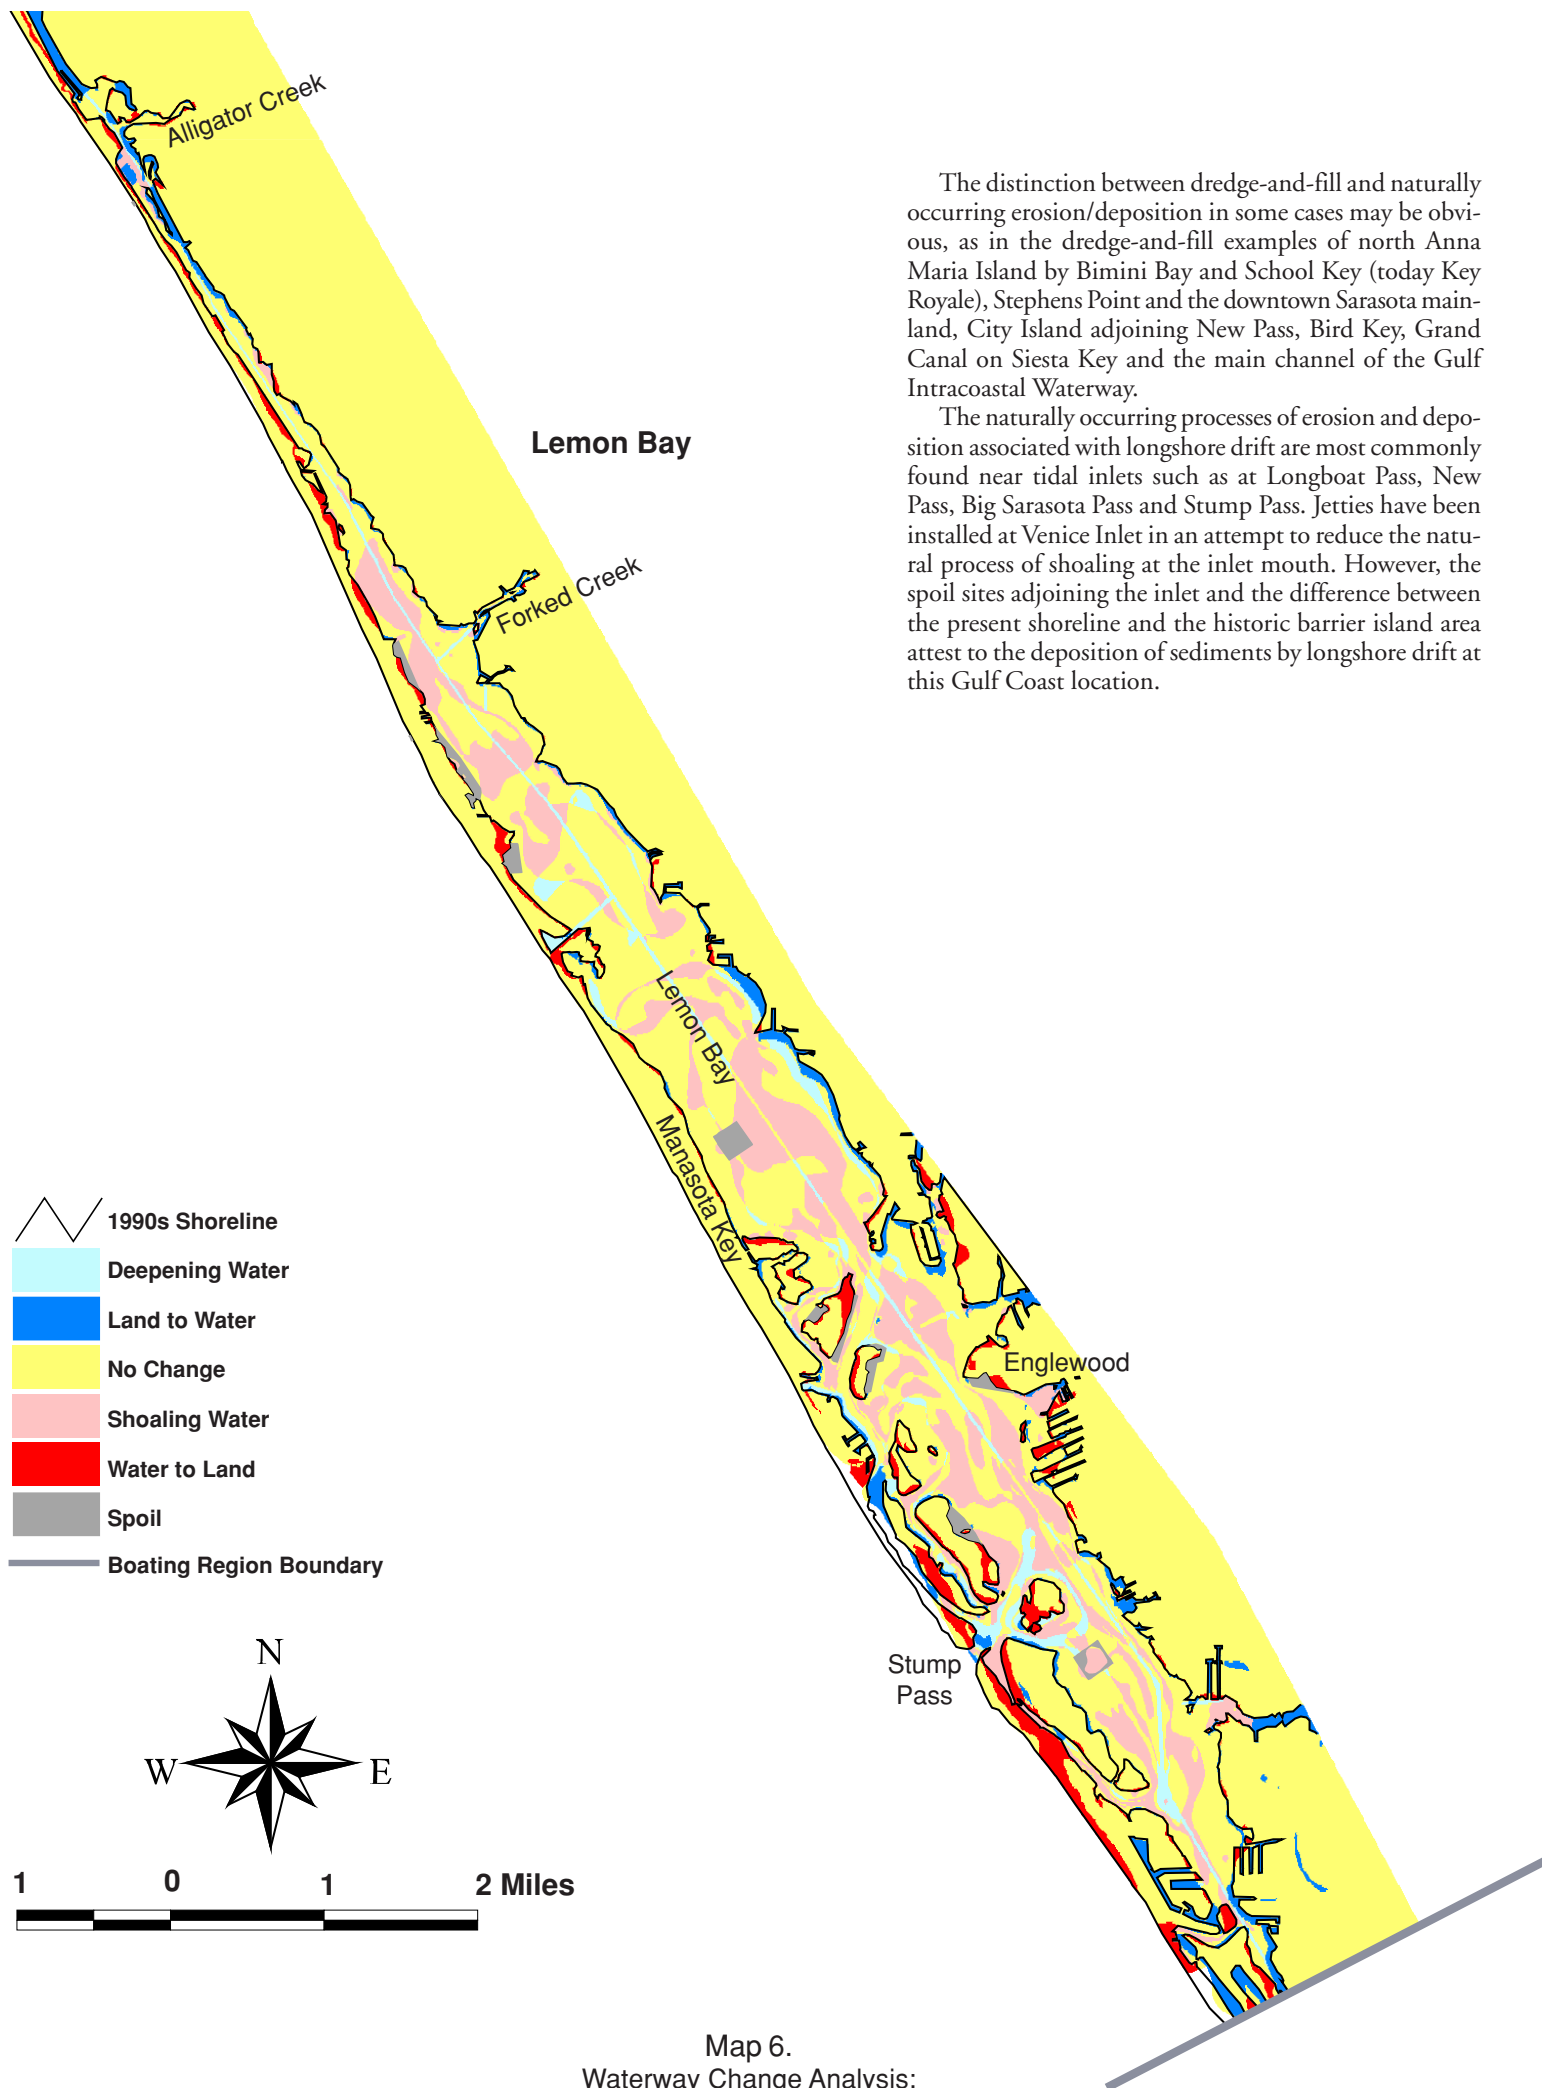 Alligator Creek
The distinction between dredge-and-fill and naturally
occurring erosion/deposition in some cases may be obvi-
ous, as in the dredge-and-fill examples of north Anna
Maria Island by Bimini Bay and School Key (today Key
Royale), Stephens Point and the downtown Sarasota main-
land, City Island adjoining New Pass, Bird Key, Grand
Canal on Siesta Key and the main channel of the Gulf
Intracoastal Waterway.
The naturally occurring processes of erosion and depo-
sition associated with longshore drift are most commonly
found near tidal inlets such as at Longboat Pass, New
Pass, Big Sarasota Pass and Stump Pass. Jetties have been
installed at Venice Inlet in an attempt to reduce the natu-
ral process of shoaling at the inlet mouth. However, the
spoil sites adjoining the inlet and the difference between
the present shoreline and the historic barrier island area
attest to the deposition of sediments by longshore drift at
this Gulf Coast location.
Lemon Bay
Forked Creek
Lemon Bay
Manasota Key
Englewood
Stump
Pass
1990s Shoreline
Deepening Water
Land to Water
No Change
Shoaling Water
Water to Land
Spoil
Boating Region Boundary
N
W E
1 0 1 2 Miles
Map 6.
Waterway Change Analysis: